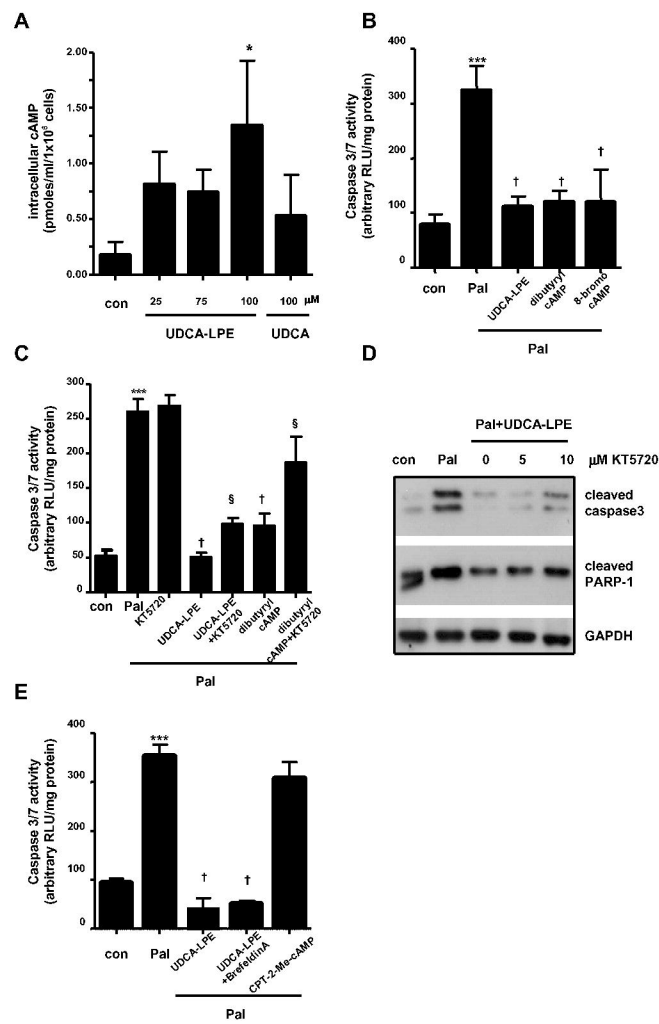 A
intracellular cAMP
(pmoles/ml/1x10⁶ cells)
2.00
1.50
1.00
0.50
0.00
*
con
25
75
100
100
µM
UDCA-LPE
UDCA
B
Caspase 3/7 activity
(arbitrary RLU/mg protein)
400
300
200
100
0
***
†
†
†
con
Pal
UDCA-LPE
dibutyryl
cAMP
8-bromo
cAMP
Pal
C
Caspase 3/7 activity
(arbitrary RLU/mg protein)
300
250
200
150
100
50
0
***
†
§
†
§
con
Pal
KT5720
UDCA-LPE
UDCA-LPE
+KT5720
dibutyryl
cAMP
dibutyryl
cAMP+KT5720
Pal
D
Pal+UDCA-LPE
con
Pal
0
5
10
µM KT5720
cleaved
caspase3
cleaved
PARP-1
GAPDH
E
Caspase 3/7 activity
(arbitrary RLU/mg protein)
400
300
200
100
0
***
†
†
con
Pal
UDCA-LPE
UDCA-LPE
+BrefeldinA
CPT-2-Me-cAMP
Pal